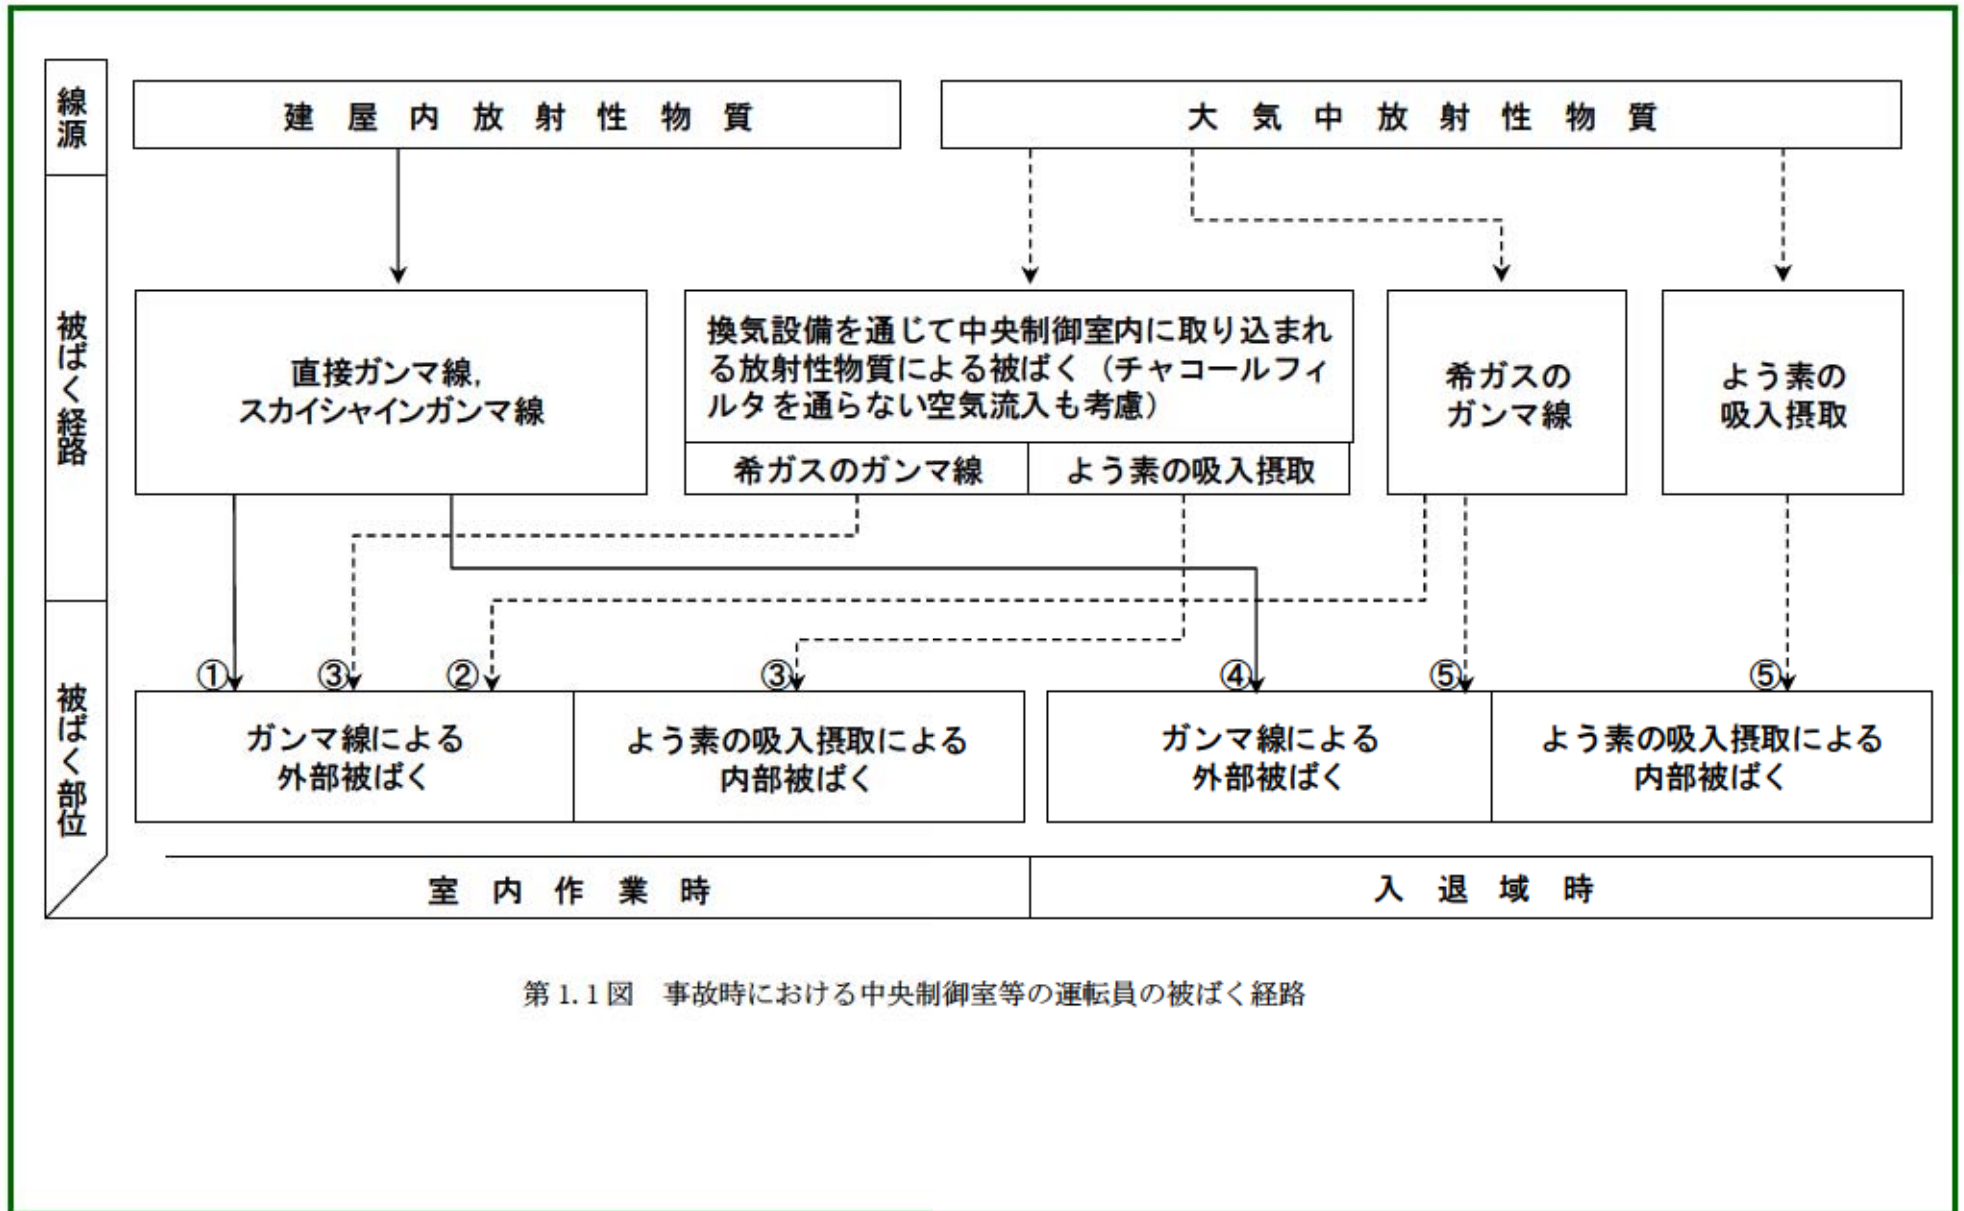 線源
建屋内放射性物質
大気中放射性物質
被ばく経路
直接ガンマ線,
スカイシャインガンマ線
換気設備を通じて中央制御室内に取り込まれ
る放射性物質による被ばく（チャコールフィ
ルタを通らない空気流入も考慮）
希ガスのガンマ線
よう素の吸入摂取
希ガスの
ガンマ線
よう素の
吸入摂取
被ばく部位
①
③
②
③
④
⑤
⑤
ガンマ線による
外部被ばく
よう素の吸入摂取による
内部被ばく
ガンマ線による
外部被ばく
よう素の吸入摂取による
内部被ばく
室内作業時
入退域時
第1.1図　事故時における中央制御室等の運転員の被ばく経路